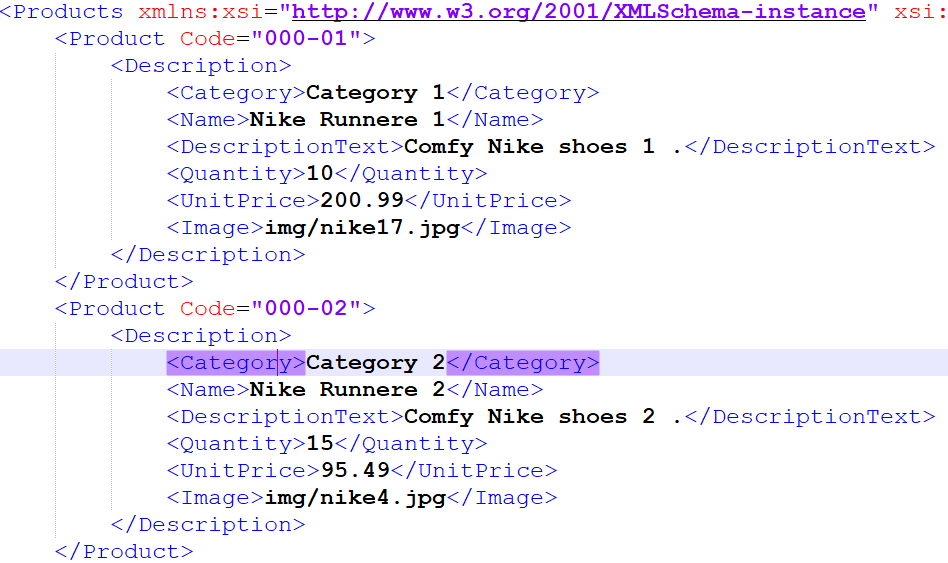 <Products xmlns:xsi="http://www.w3.org/2001/XMLSchema-instance" xsi:
<Product Code="000-01">
<Description>
<Category>Category 1</Category>
<Name>Nike Runnere 1</Name>
<DescriptionText>Comfy Nike shoes 1 .</DescriptionText>
<Quantity>10</Quantity>
<UnitPrice>200.99</UnitPrice>
<Image>img/nike17.jpg</Image>
</Description>
</Product>
<Product Code="000-02">
<Description>
<Category>Category 2</Category>
<Name>Nike Runnere 2</Name>
<DescriptionText>Comfy Nike shoes 2 .</DescriptionText>
<Quantity>15</Quantity>
<UnitPrice>95.49</UnitPrice>
<Image>img/nike4.jpg</Image>
</Description>
</Product>